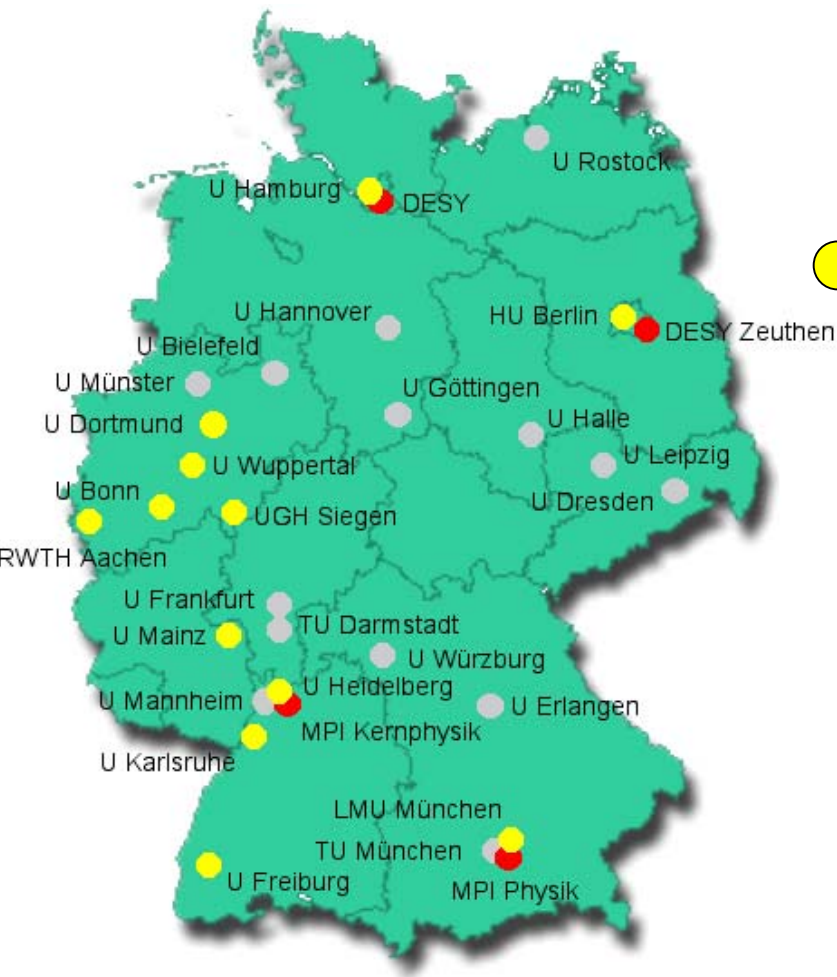 U Rostock
U Hamburg
DESY
U Hannover
HU Berlin
DESY Zeuthen
U Bielefeld
U Münster
U Göttingen
U Dortmund
U Halle
U Wuppertal
U Leipzig
U Bonn
U Dresden
UGH Siegen
RWTH Aachen
U Frankfurt
TU Darmstadt
U Mainz
U Würzburg
U Heidelberg
U Mannheim
U Erlangen
MPI Kernphysik
U Karlsruhe
LMU München
TU München
U Freiburg
MPI Physik